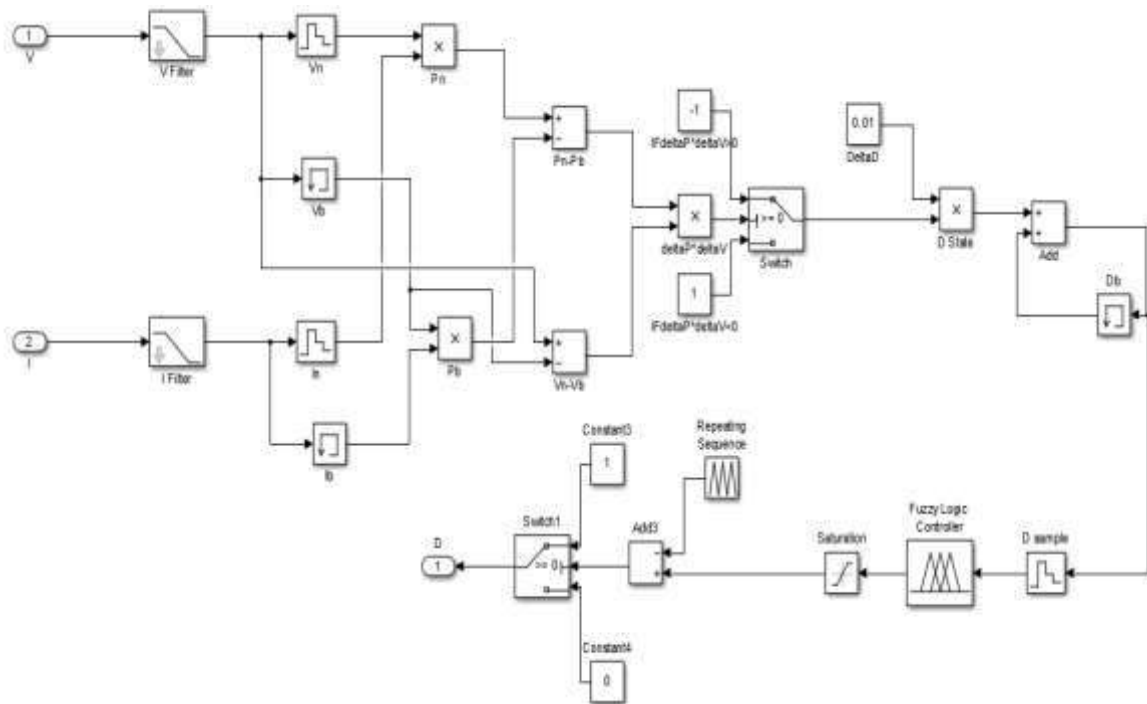 1
V
V Filter
Vn
×
Pn
+
−
Pn-Pb
-1
IFdeltaP*deltaV>0
0.01
DeltaD
Vb
×
deltaP*deltaV
>= 0
Switch
×
D State
+
+
Add
1
IFdeltaP*deltaV<0
Db
2
I
I Filter
In
×
Pb
+
−
Vn-Vb
Ib
Constant3
1
Repeating
Sequence
Switch1
>= 0
D
1
Add3
−
+
Saturation
Fuzzy Logic
Controller
D sample
Constant4
0